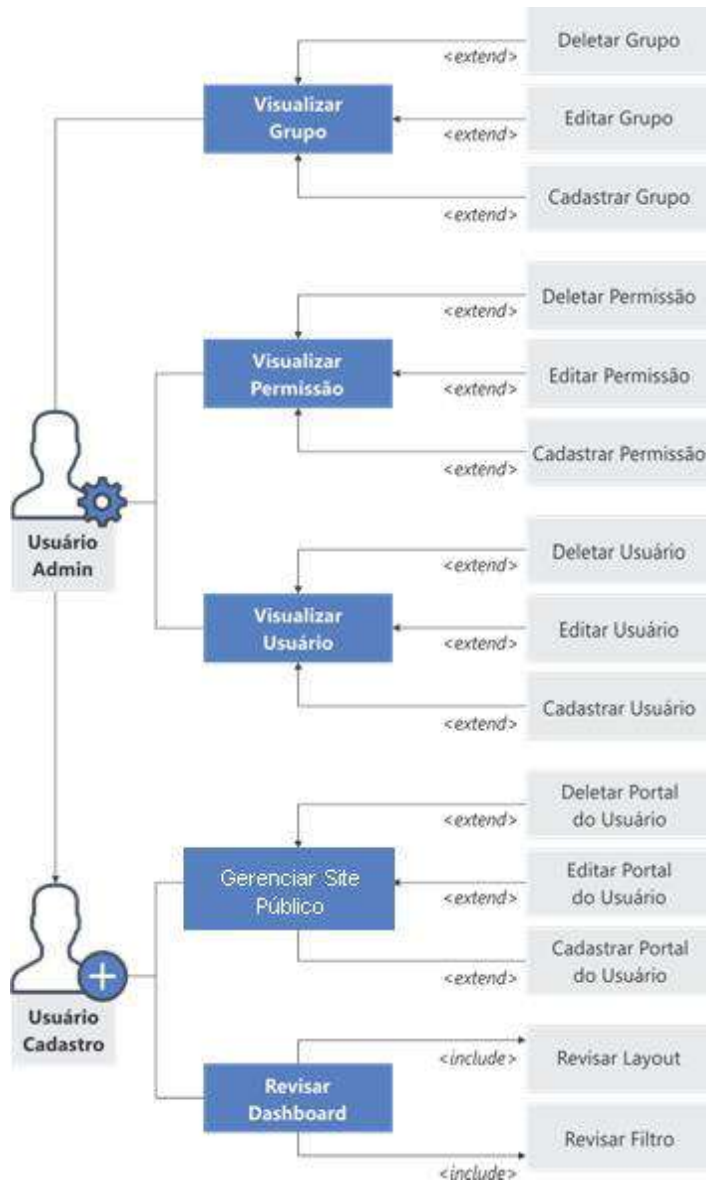 Deletar Grupo
<extend>
Visualizar
Grupo
Editar Grupo
<extend>
Cadastrar Grupo
<extend>
Deletar Permissão
<extend>
Visualizar
Permissão
Editar Permissão
<extend>
Cadastrar Permissão
<extend>
Usuário
Admin
Deletar Usuário
<extend>
Visualizar
Usuário
Editar Usuário
<extend>
Cadastrar Usuário
<extend>
Deletar Portal
do Usuário
<extend>
Gerenciar Site
Público
Editar Portal
do Usuário
<extend>
Cadastrar Portal
do Usuário
<extend>
Usuário
Cadastro
Revisar Layout
<include>
Revisar
Dashboard
Revisar Filtro
<include>